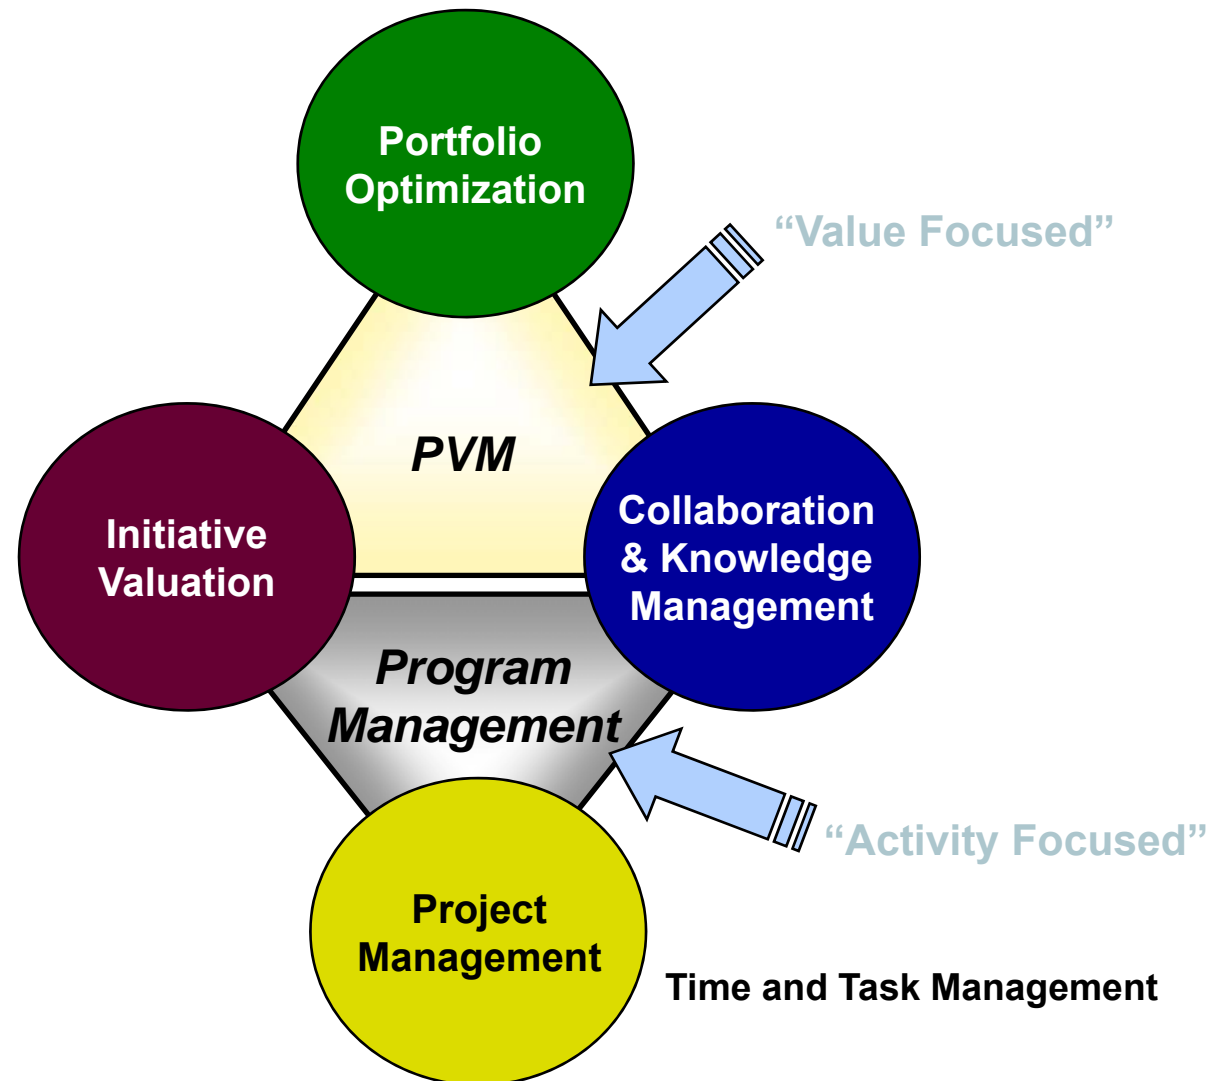 Portfolio
Optimization
“Value Focused”
PVM
Initiative
Valuation
Collaboration
& Knowledge
Management
Program
Management
“Activity Focused”
Project
Management
Time and Task Management